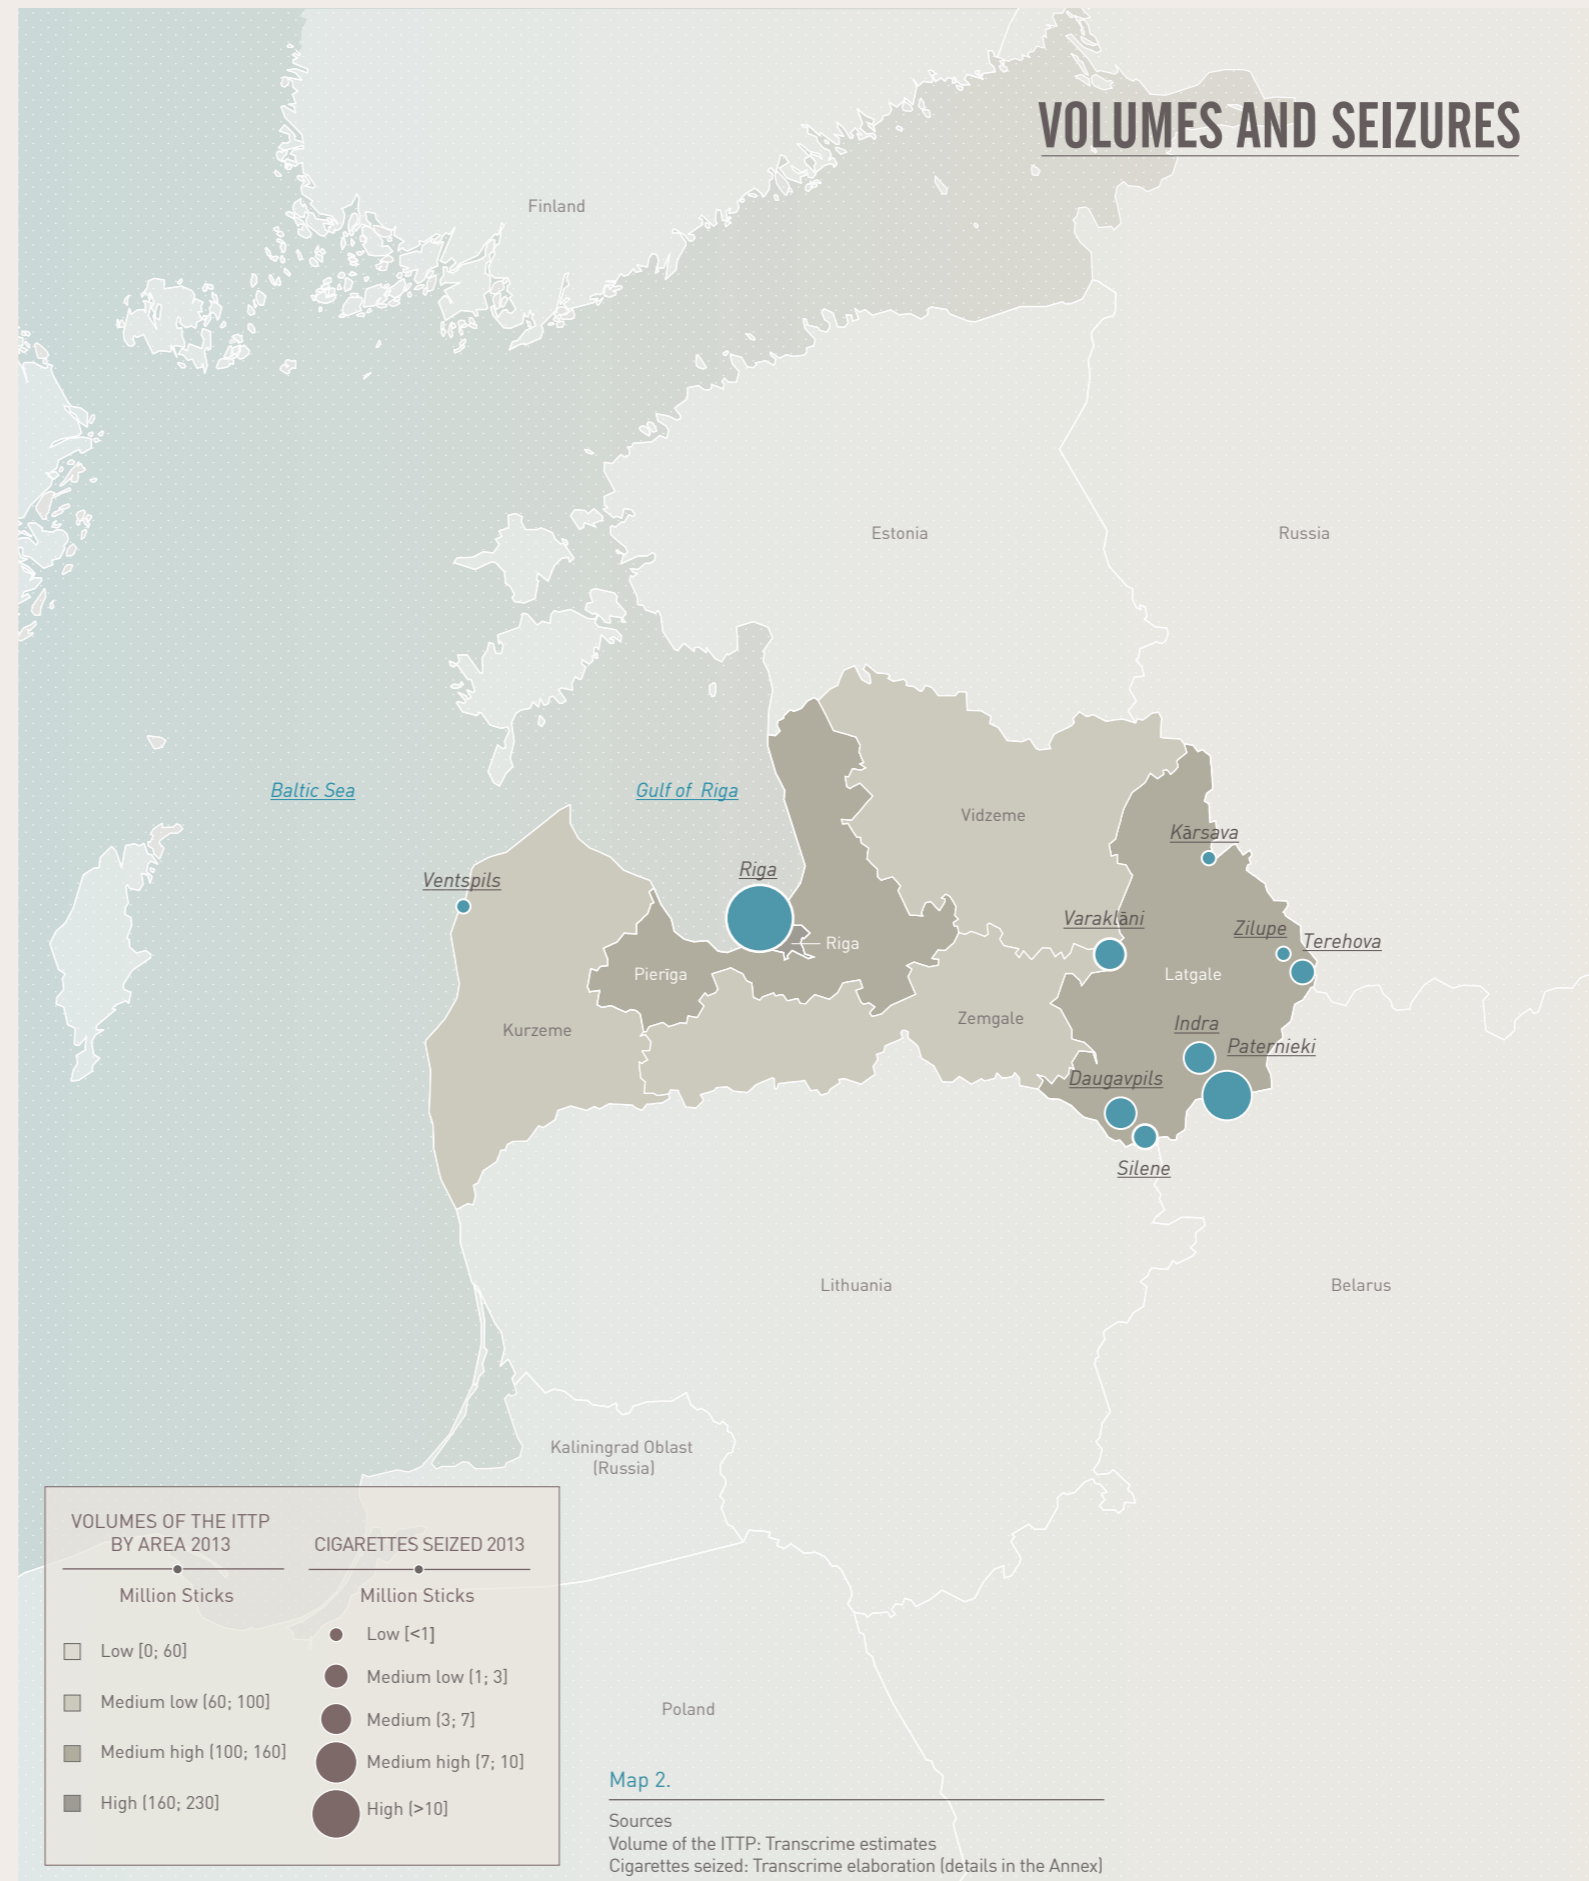 VOLUMES AND SEIZURES
Finland
Estonia
Russia
Baltic Sea
Gulf of Riga
Vidzeme
Kārsava
Riga
Ventspils
Varaklāni
Zilupe
Terehova
Riga
Pierīga
Latgale
Zemgale
Kurzeme
Indra
Paternieki
Daugavpils
Silene
Lithuania
Belarus
Kaliningrad Oblast
(Russia)
Poland
VOLUMES OF THE ITTP
BY AREA 2013
Million Sticks
Low [0; 60]
Medium low (60; 100]
Medium high (100; 160]
High (160; 230]
CIGARETTES SEIZED 2013
Million Sticks
Low [<1]
Medium low (1; 3]
Medium (3; 7]
Medium high (7; 10]
High (>10]
Map 2.
Sources
Volume of the ITTP: Transcrime estimates
Cigarettes seized: Transcrime elaboration (details in the Annex)